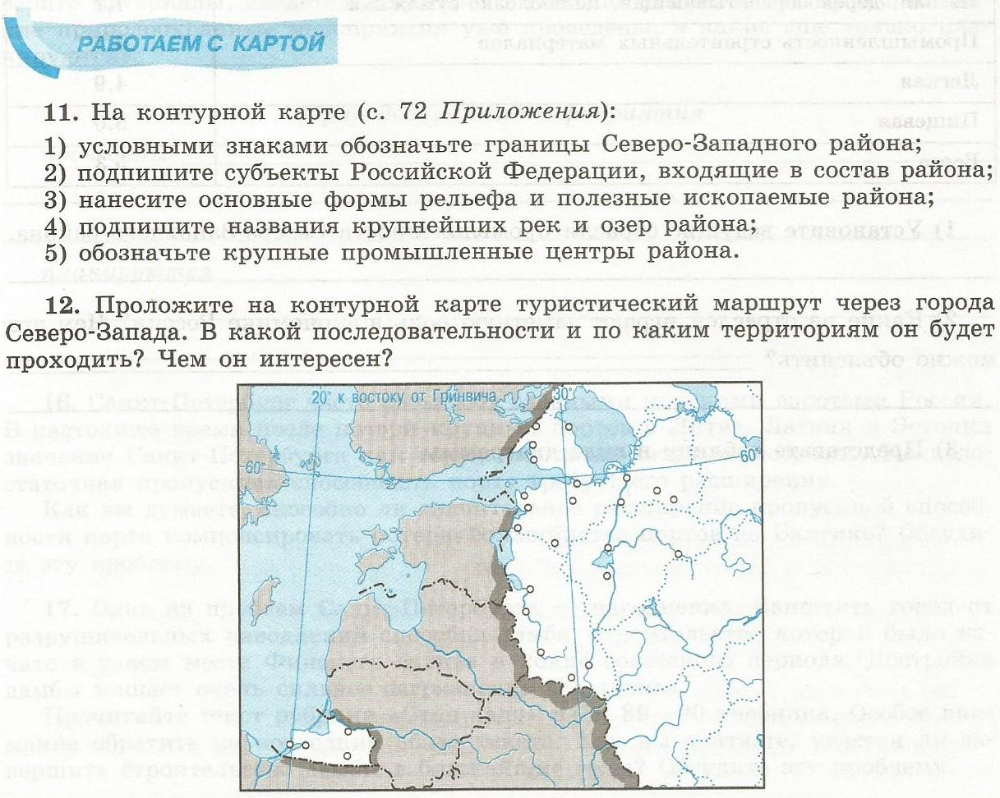 РАБОТАЕМ С КАРТОЙ
11. На контурной карте (с. 72 Приложения):
1) условными знаками обозначьте границы Северо-Западного района;
2) подпишите субъекты Российской Федерации, входящие в состав района;
3) нанесите основные формы рельефа и полезные ископаемые района;
4) подпишите названия крупнейших рек и озер района;
5) обозначьте крупные промышленные центры района.
12. Проложите на контурной карте туристический маршрут через города
Северо-Запада. В какой последовательности и по каким территориям он будет
проходить? Чем он интересен?
20° к востоку от Гринвича
30°
60°
60°